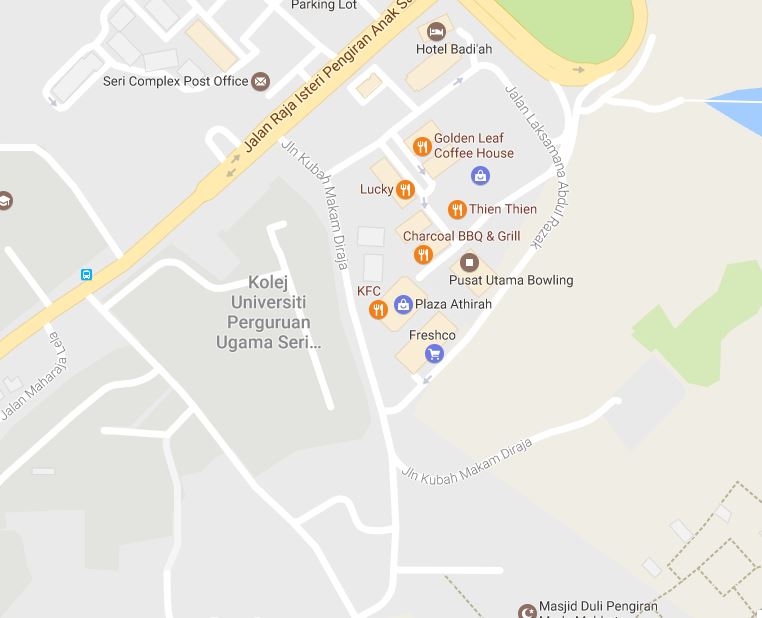 Parking Lot
Hotel Badi'ah
Seri Complex Post Office
Jalan Raja Isteri Pengiran Anak Sa
Jalan Laksamana Abdul Razak
Golden Leaf
Coffee House
Jln Kubah Makam Diraja
Lucky
Thien Thien
Charcoal BBQ & Grill
Pusat Utama Bowling
Kolej
Universiti
Perguruan
Ugama Seri...
KFC
Plaza Athirah
Freshco
Jalan Maharaja Lela
Jln Kubah Makam Diraja
Masjid Duli Pengiran